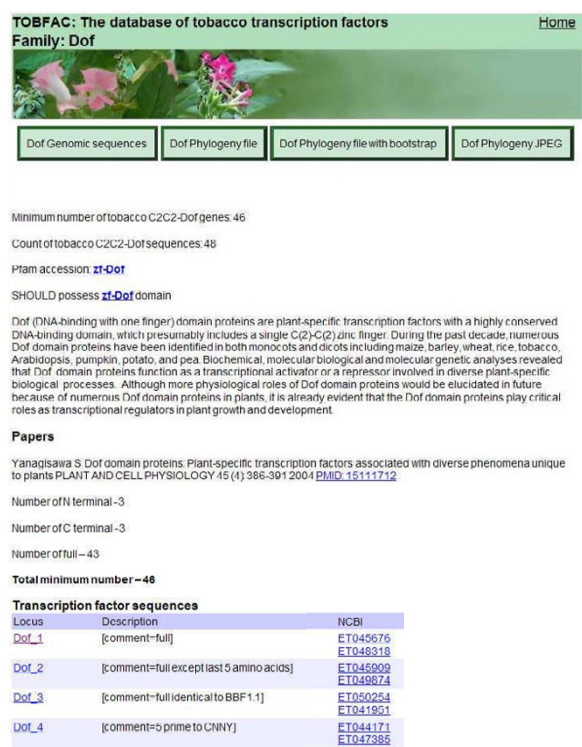 TOBFAC: The database of tobacco transcription factors
Home
Family: Dof
Dof Genomic sequences
Dof Phylogeny file
Dof Phylogeny file with bootstrap
Dof Phylogeny JPEG
Minimum number of tobacco C2C2-Dof genes: 46
Count of tobacco C2C2-Dof sequences: 48
Pfam accession: zf-Dof
SHOULD possess zf-Dof domain
Dof (DNA-binding with one finger) domain proteins are plant-specific transcription factors with a highly conserved
DNA-binding domain, which presumably includes a single C(2)-C(2) zinc finger. During the past decade, numerous
Dof domain proteins have been identified in both monocots and dicots including maize, barley, wheat, rice, tobacco,
Arabidopsis, pumpkin, potato, and pea. Biochemical, molecular biological and molecular genetic analyses revealed
that Dof domain proteins function as a transcriptional activator or a repressor involved in diverse plant-specific
biological processes. Although more physiological roles of Dof domain proteins would be elucidated in future
because of numerous Dof domain proteins in plants, it is already evident that the Dof domain proteins play critical
roles as transcriptional regulators in plant growth and development.
Papers
Yanagisawa S Dof domain proteins: Plant-specific transcription factors associated with diverse phenomena unique
to plants PLANT AND CELL PHYSIOLOGY 45 (4): 386-391 2004 PMID: 15111712
Number of N terminal -3
Number of C terminal -3
Number of full – 43
Total minimum number – 46
Transcription factor sequences
Locus Description NCBI
Dof_1 [comment=full] ET045676
ET048318
Dof_2 [comment=full except last 5 amino acids] ET045909
ET049874
Dof_3 [comment=full identical to BBF1.1] ET050254
ET041951
Dof_4 [comment=5 prime to CNNY] ET044171
ET047385